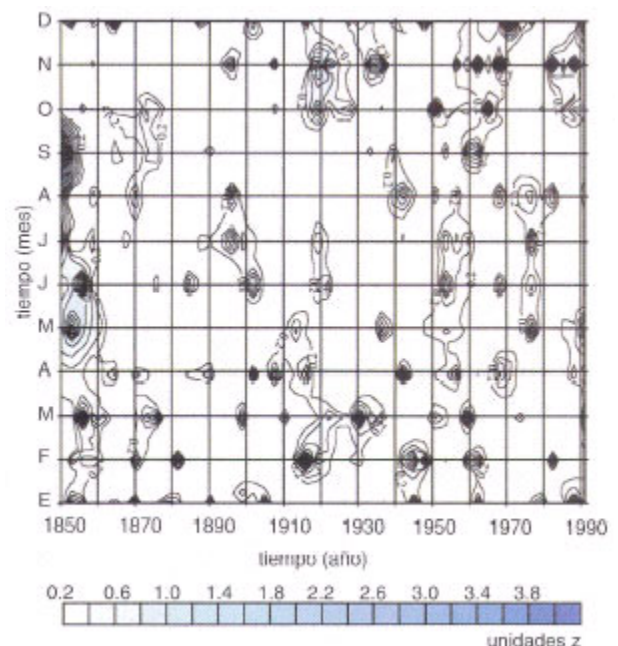 D
N
O
S
A
J
J
M
A
M
F
E
tiempo (mes)
1850 1870 1890 1910 1930 1950 1970 1990
tiempo (año)
0.2 0.6 1.0 1.4 1.8 2.2 2.6 3.0 3.4 3.8
unidades z